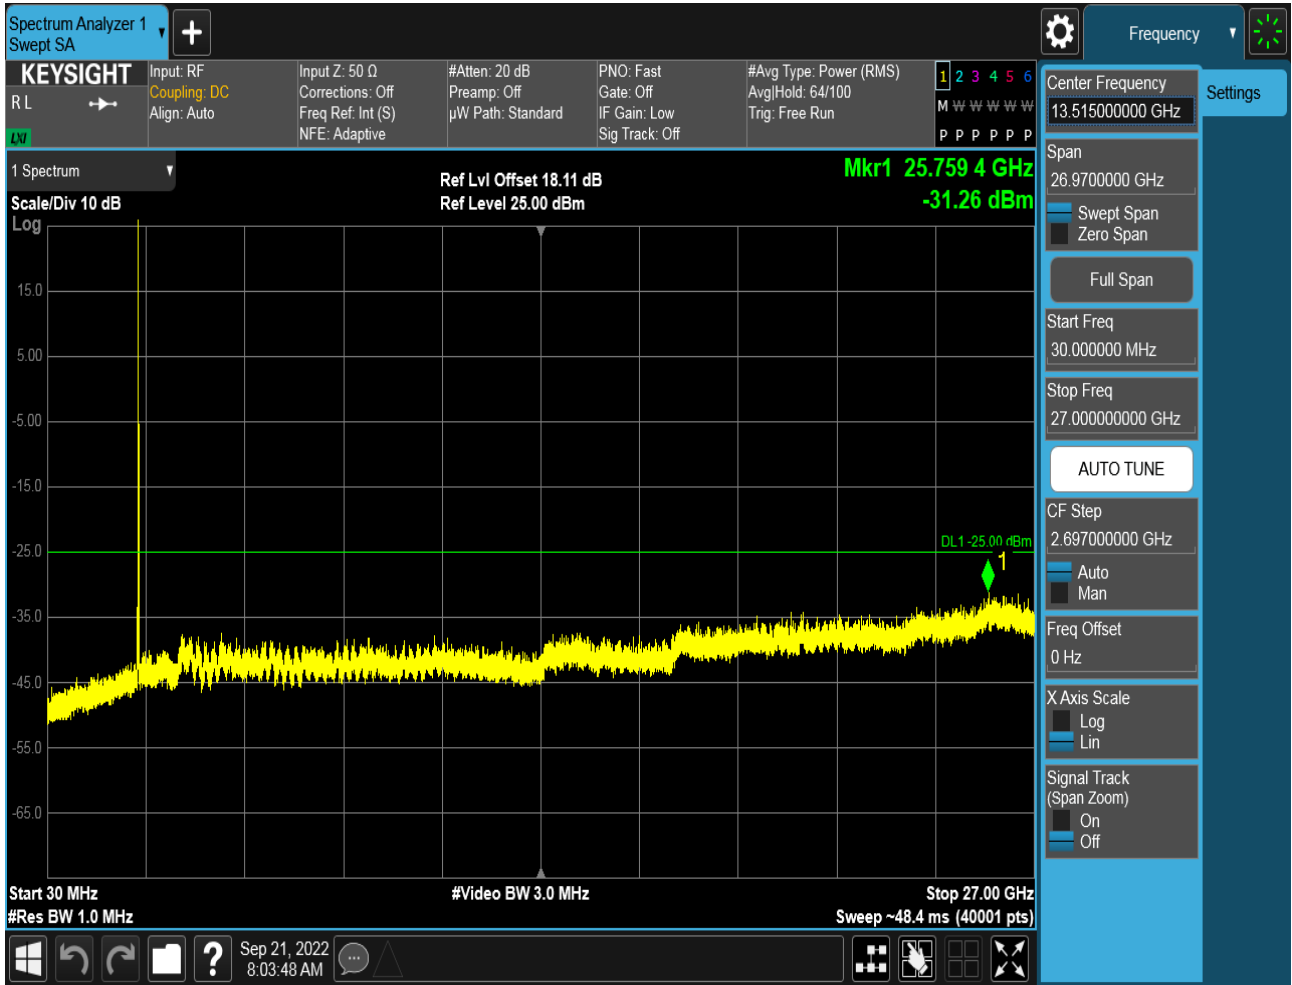 Spectrum Analyzer 1
Swept SA
Frequency
KEYSIGHT
R L
LXI
Input: RF
Coupling: DC
Align: Auto
Input Z: 50 Ω
Corrections: Off
Freq Ref: Int (S)
NFE: Adaptive
#Atten: 20 dB
Preamp: Off
µW Path: Standard
PNO: Fast
Gate: Off
IF Gain: Low
Sig Track: Off
#Avg Type: Power (RMS)
Avg|Hold: 64/100
Trig: Free Run
1 2 3 4 5 6
M W W W W W
P P P P P P
1 Spectrum
Scale/Div 10 dB
Log
Ref Lvl Offset 18.11 dB
Ref Level 25.00 dBm
Mkr1 25.759 4 GHz
-31.26 dBm
15.0
5.00
-5.00
-15.0
-25.0
-35.0
-45.0
-55.0
-65.0
DL1 -25.00 dBm
1
Start 30 MHz
#Res BW 1.0 MHz
#Video BW 3.0 MHz
Stop 27.00 GHz
Sweep ~48.4 ms (40001 pts)
Sep 21, 2022
8:03:48 AM
?
Center Frequency
13.515000000 GHz
Settings
Span
26.9700000 GHz
Swept Span
Zero Span
Full Span
Start Freq
30.000000 MHz
Stop Freq
27.000000000 GHz
AUTO TUNE
CF Step
2.697000000 GHz
Auto
Man
Freq Offset
0 Hz
X Axis Scale
Log
Lin
Signal Track
(Span Zoom)
On
Off